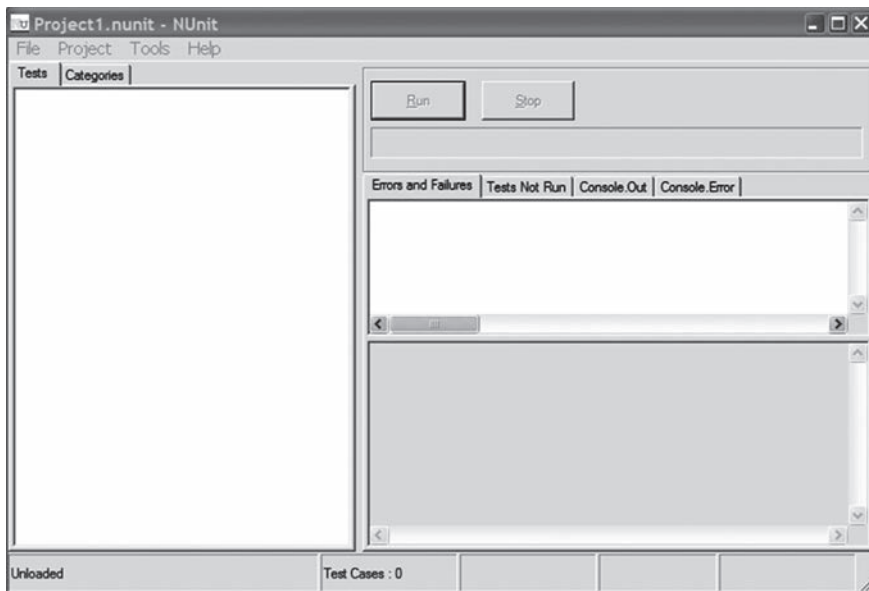 Project1.nunit - NUnit
File Project Tools Help
Tests Categories
Run Stop
Errors and Failures Tests Not Run Console.Out Console.Error
Unloaded Test Cases : 0